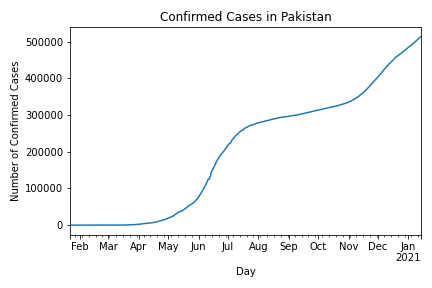 Confirmed Cases in Pakistan
Number of Confirmed Cases
500000
400000
300000
200000
100000
0
Feb Mar Apr May Jun Jul Aug Sep Oct Nov Dec Jan
2021
Day